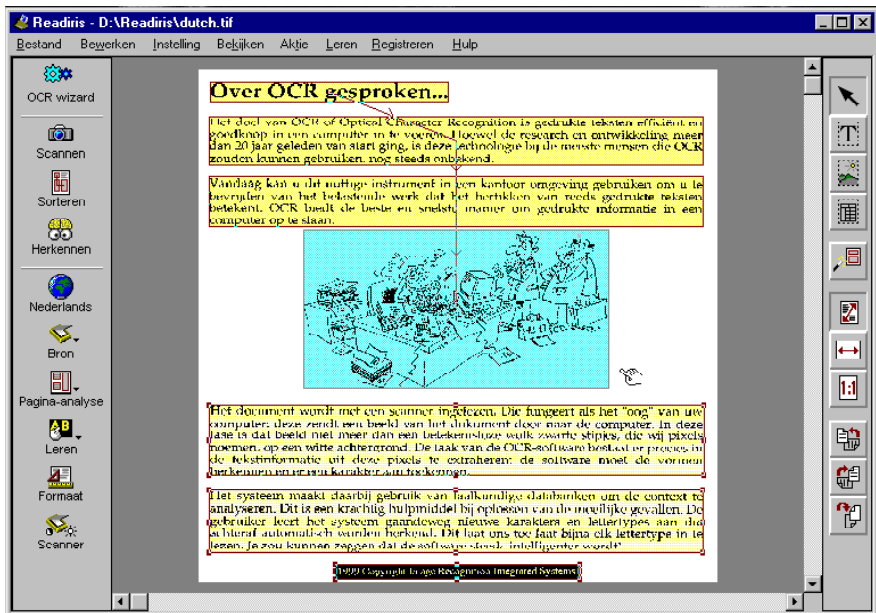 Readiris - D:\Readiris\dutch.tif
Bestand Bewerken Instelling Bekijken Aktie Leren Registreren Hulp
OCR wizard
Scannen
Sorteren
Herkennen
Nederlands
Bron
Pagina-analyse
Leren
Formaat
Scanner
Over OCR gesproken...
Het doel van OCR of Optical Character Recognition is gedrukte teksten efficiënt en
goedkoop in een computer in te voeren. Hoewel de research en ontwikkeling meer
dan 20 jaar geleden van start ging, is deze technologie bij de meeste mensen die OCR
zouden kunnen gebruiken, nog steeds onbekend.
Vandaag kan u dit nuttige instrument in een kantoor omgeving gebruiken om u te
bevrijden van het belastende werk dat het hertikken van reeds gedrukte teksten
betekent. OCR biedt de beste en snelste manier om gedrukte informatie in een
computer op te slaan.
Het document wordt met een scanner ingelezen. Die fungeert als het "oog" van uw
computer: deze zendt een beeld van het dokument door naar de computer. In deze
fase is dat beeld niet meer dan een betekenisloze wolk zwarte stipjes, die wij pixels
noemen, op een witte achtergrond. De taak van de OCR-software bestaat er precies in
de tekstinformatie uit deze pixels te extraheren: de software moet de vormen
herkennen en er een karakter aan toekennen.
Het systeem maakt daarbij gebruik van taalkundige databanken om de context te
analyseren. Dit is een krachtig hulpmiddel bij oplossen van de moeilijke gevallen. De
gebruiker leert het systeem gaandeweg nieuwe karakters en lettertypes aan die
achteraf automatisch worden herkend. Dit laat ons toe bijna elk lettertype in te
lezen. Je zou kunnen zeggen dat de software steeds intelligenter wordt!
1999 Copyright Image Recognition Integrated Systems
T
1:1